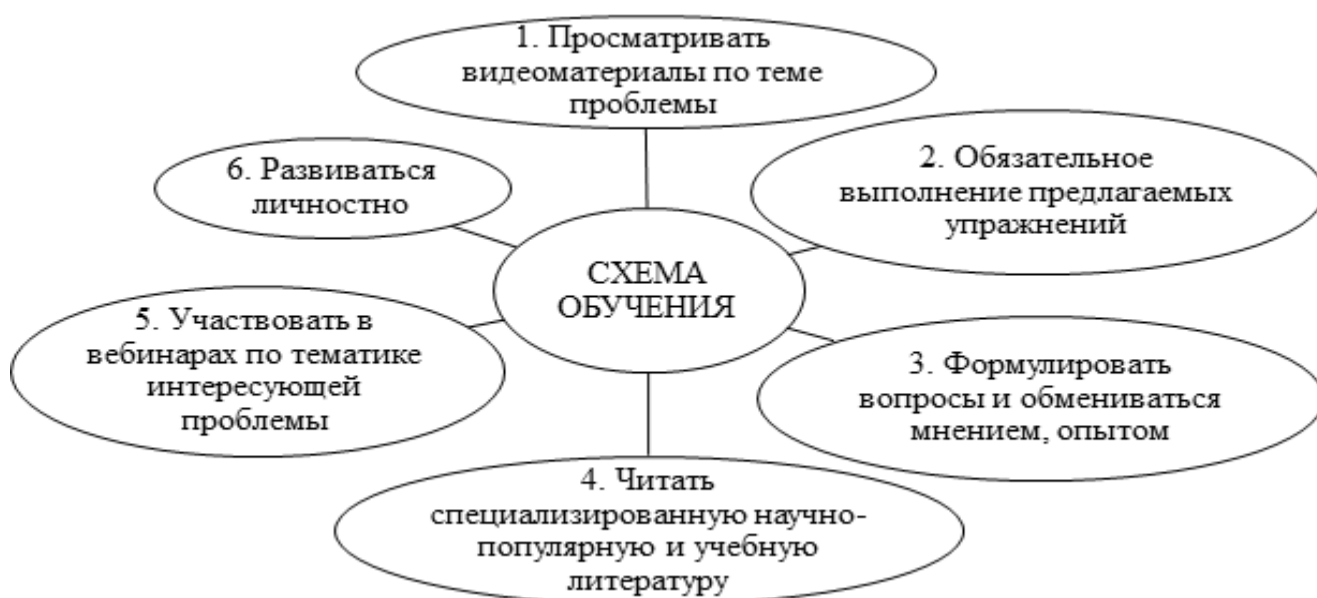 1. Просматривать
видеоматериалы по теме
проблемы
2. Обязательное
выполнение предлагаемых
упражнений
6. Развиваться
личностно
СХЕМА
ОБУЧЕНИЯ
5. Участвовать в
вебинарах по тематике
интересующей
проблемы
3. Формулировать
вопросы и обмениваться
мнением, опытом
4. Читать
специализированную научно-
популярную и учебную
литературу